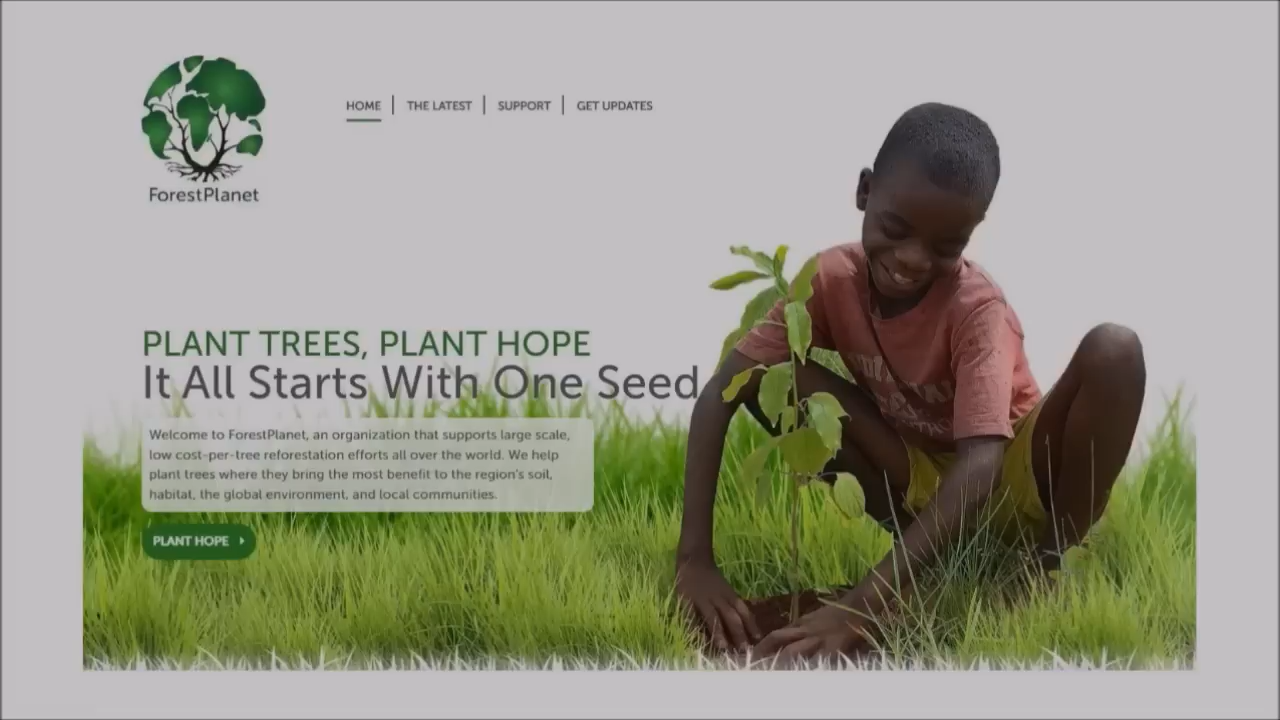 ForestPlanet
HOME
THE LATEST
SUPPORT
GET UPDATES
PLANT TREES, PLANT HOPE
It All Starts With One Seed
Welcome to ForestPlanet, an organization that supports large scale,
low cost-per-tree reforestation efforts all over the world. We help
plant trees where they bring the most benefit to the region's soil,
habitat, the global environment, and local communities.
PLANT HOPE